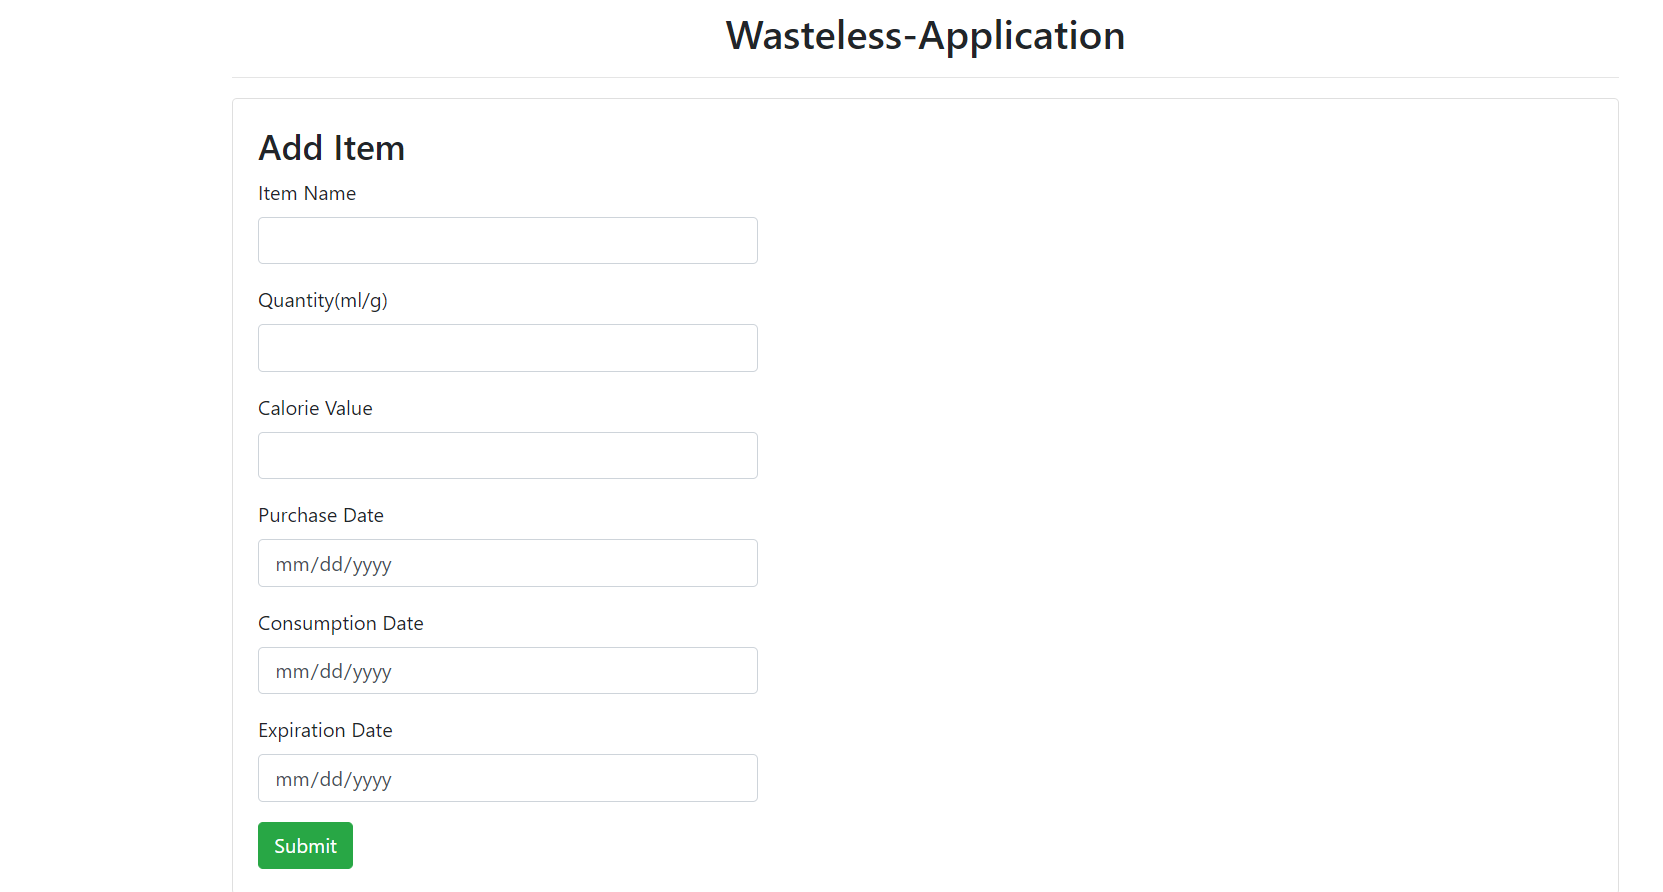 Wasteless-Application
Add Item
Item Name
Quantity(ml/g)
Calorie Value
Purchase Date
mm/dd/yyyy
Consumption Date
mm/dd/yyyy
Expiration Date
mm/dd/yyyy
Submit